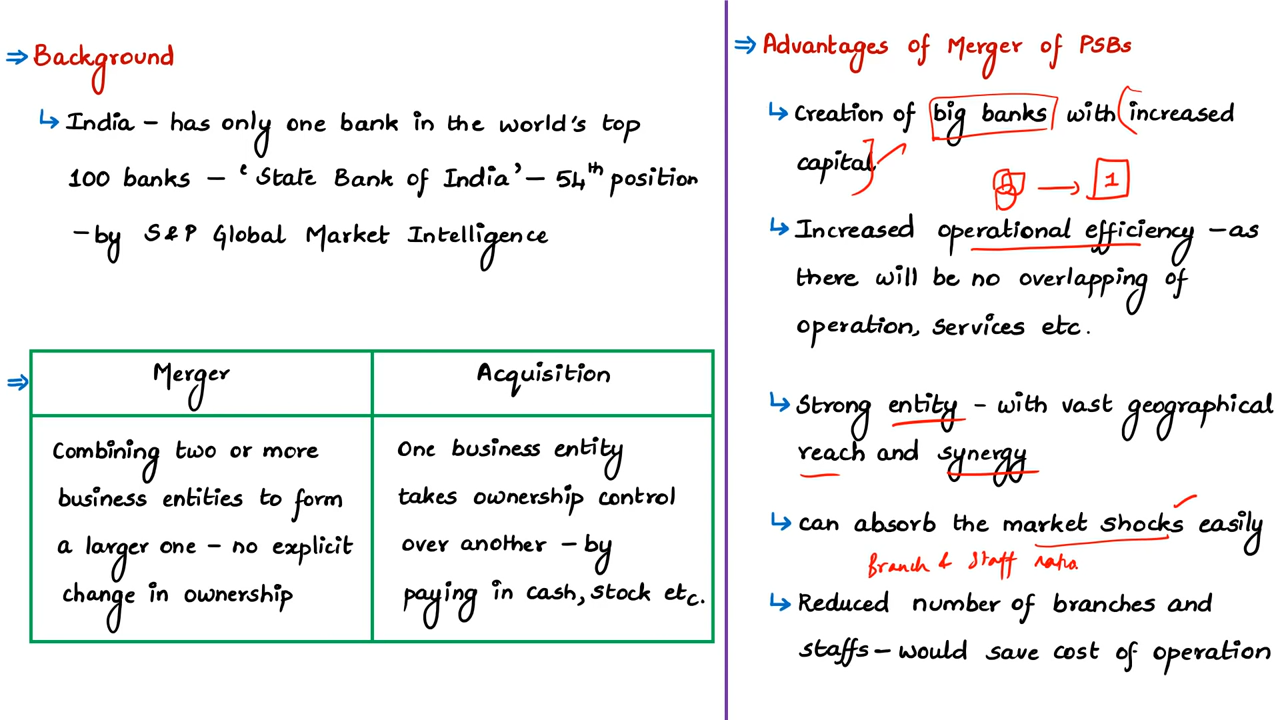 ⇒ Background
↳ India – has only one bank in the world's top
100 banks – 'State Bank of India' – 54th position
– by S&P Global Market Intelligence
⇒ Merger
Combining two or more
business entities to form
a larger one – no explicit
change in ownership
Acquisition
One business entity
takes ownership control
over another – by
paying in cash, stock etc.
⇒ Advantages of Merger of PSBs
↳ Creation of big banks with (increased
capital]
→ 1
↳ Increased operational efficiency – as
there will be no overlapping of
operation, services etc.
↳ Strong entity – with vast geographical
reach and synergy
↳ can absorb the market shocks easily
Branch & Staff ratio
↳ Reduced number of branches and
staffs – would save cost of operation